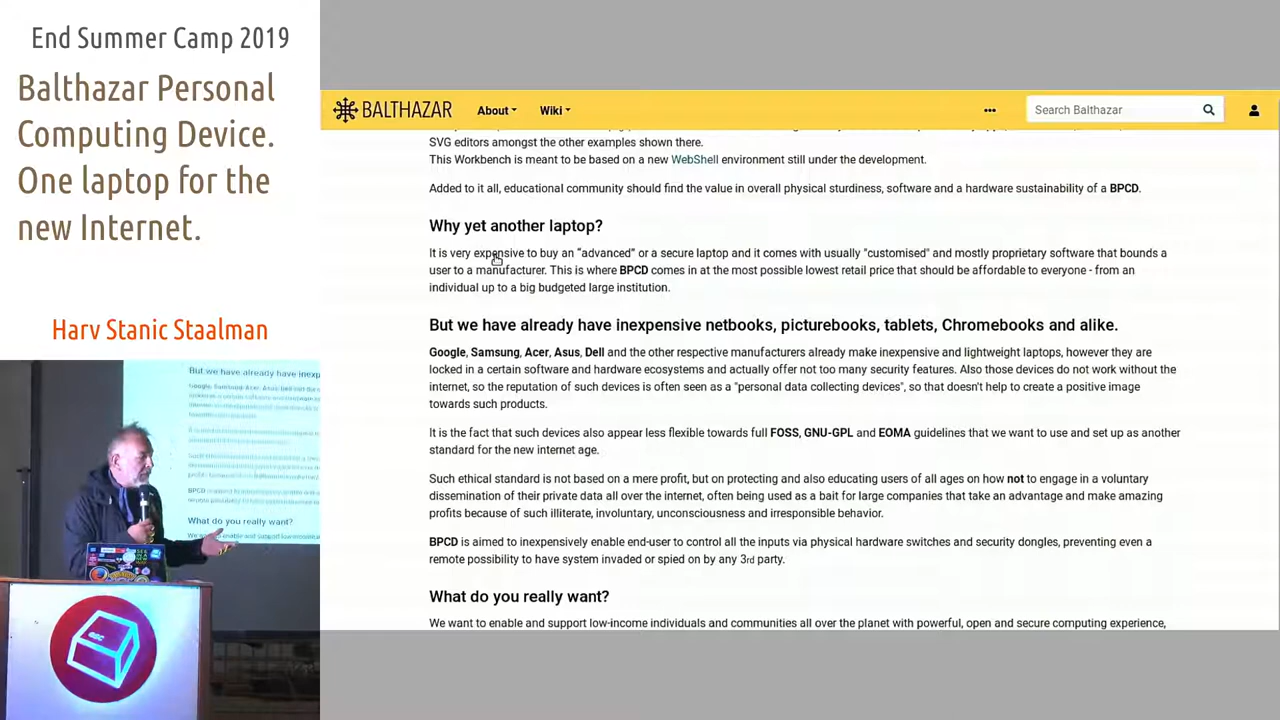 End Summer Camp 2019
Balthazar Personal
Computing Device.
One laptop for the
new Internet.
Harv Stanic Staalman
BALTHAZAR
About
Wiki
Search Balthazar
SVG editors amongst the other examples shown there.
This Workbench is meant to be based on a new WebShell environment still under the development.
Added to it all, educational community should find the value in overall physical sturdiness, software and a hardware sustainability of a BPCD.
Why yet another laptop?
It is very expensive to buy an “advanced” or a secure laptop and it comes with usually "customised" and mostly proprietary software that bounds a
user to a manufacturer. This is where BPCD comes in at the most possible lowest retail price that should be affordable to everyone - from an
individual up to a big budgeted large institution.
But we have already have inexpensive netbooks, picturebooks, tablets, Chromebooks and alike.
Google, Samsung, Acer, Asus, Dell and the other respective manufacturers already make inexpensive and lightweight laptops, however they are
locked in a certain software and hardware ecosystems and actually offer not too many security features. Also those devices do not work without the
internet, so the reputation of such devices is often seen as a "personal data collecting devices", so that doesn't help to create a positive image
towards such products.
It is the fact that such devices also appear less flexible towards full FOSS, GNU-GPL and EOMA guidelines that we want to use and set up as another
standard for the new internet age.
Such ethical standard is not based on a mere profit, but on protecting and also educating users of all ages on how not to engage in a voluntary
dissemination of their private data all over the internet, often being used as a bait for large companies that take an advantage and make amazing
profits because of such illiterate, involuntary, unconsciousness and irresponsible behavior.
BPCD is aimed to inexpensively enable end-user to control all the inputs via physical hardware switches and security dongles, preventing even a
remote possibility to have system invaded or spied on by any 3rd party.
What do you really want?
We want to enable and support low-income individuals and communities all over the planet with powerful, open and secure computing experience,
But we have already have inexp
What do you really want?